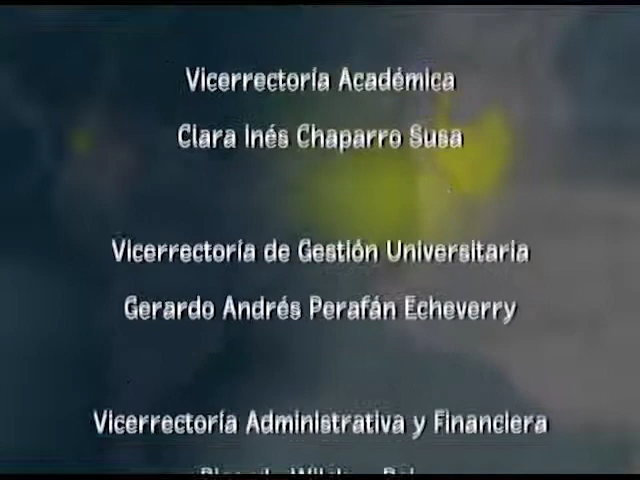 Vicerrectoría Académica
Clara Inés Chaparro Susa
Vicerrectoría de Gestión Universitaria
Gerardo Andrés Perafán Echeverry
Vicerrectoría Administrativa y Financiera